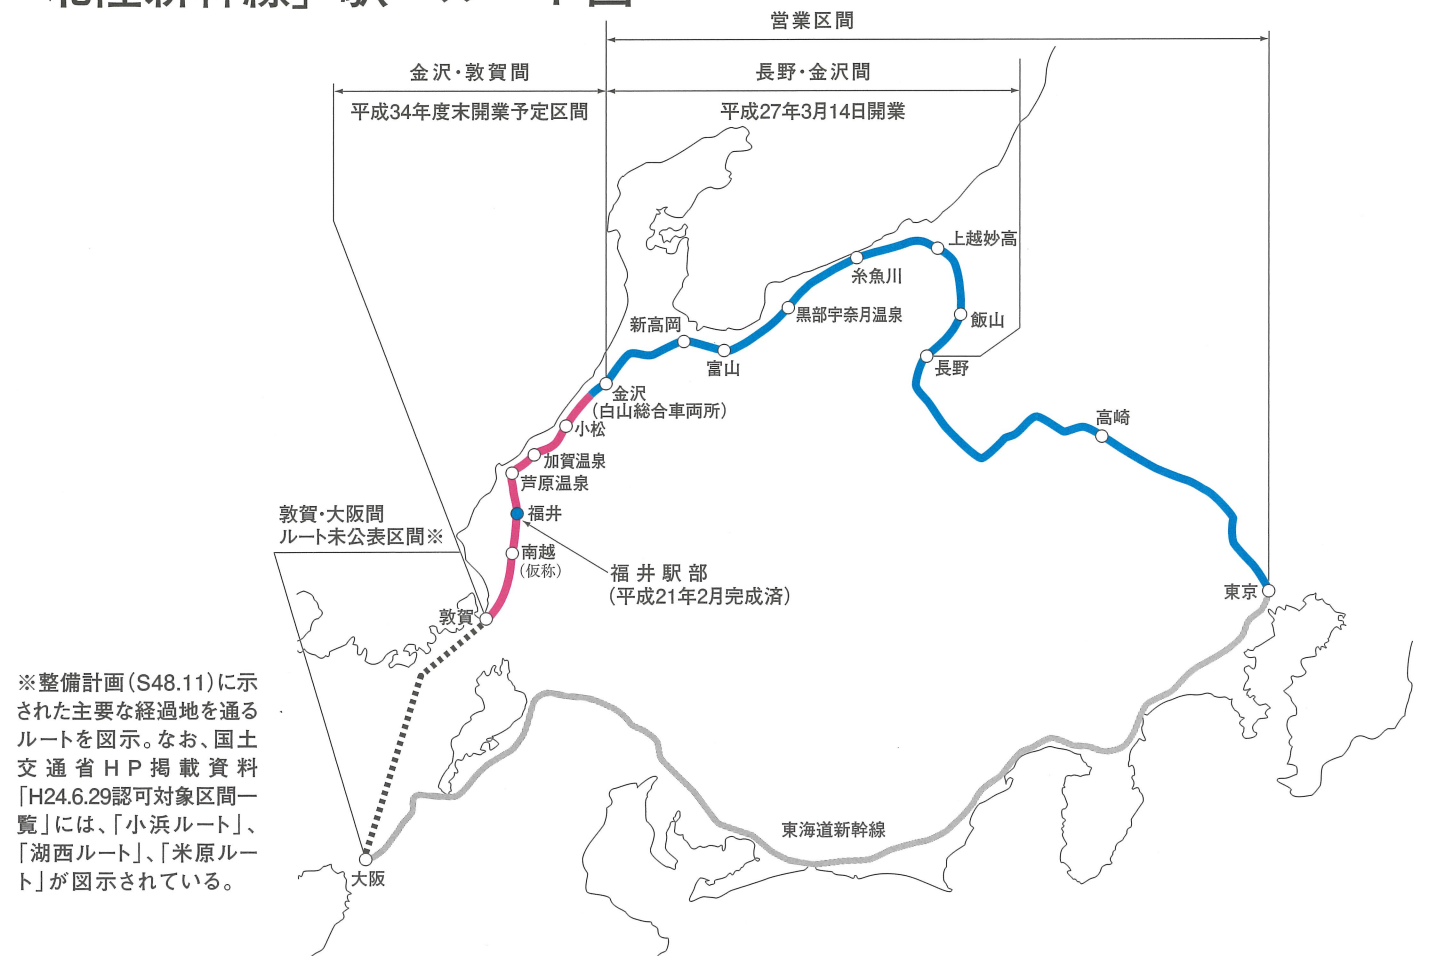 営業区間
金沢・敦賀間
長野・金沢間
平成34年度末開業予定区間
平成27年3月14日開業
上越妙高
糸魚川
黒部宇奈月温泉
飯山
新高岡
富山
長野
金沢
(白山総合車両所)
高崎
小松
加賀温泉
芦原温泉
敦賀・大阪間
ルート未公表区間※
福井
南越
(仮称)
福井駅部
(平成21年2月完成済)
東京
敦賀
※整備計画(S48.11)に示
された主要な経過地を通る
ルートを図示。なお、国土
交通省HP掲載資料
「H24.6.29認可対象区間一
覧」には、「小浜ルート」、
「湖西ルート」、「米原ルー
ト」が図示されている。
東海道新幹線
大阪